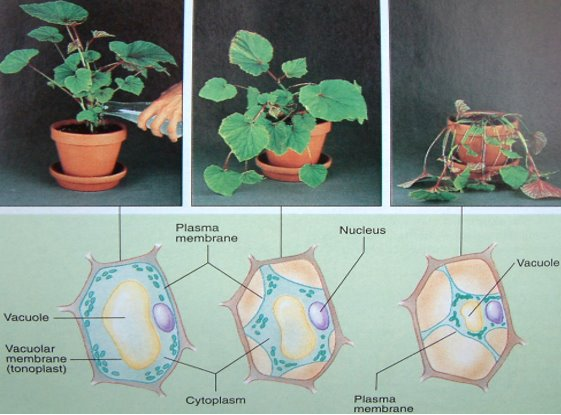 Plasma
membrane
Nucleus
Vacuole
Vacuole
Vacuolar
membrane
(tonoplast)
Cytoplasm
Plasma
membrane